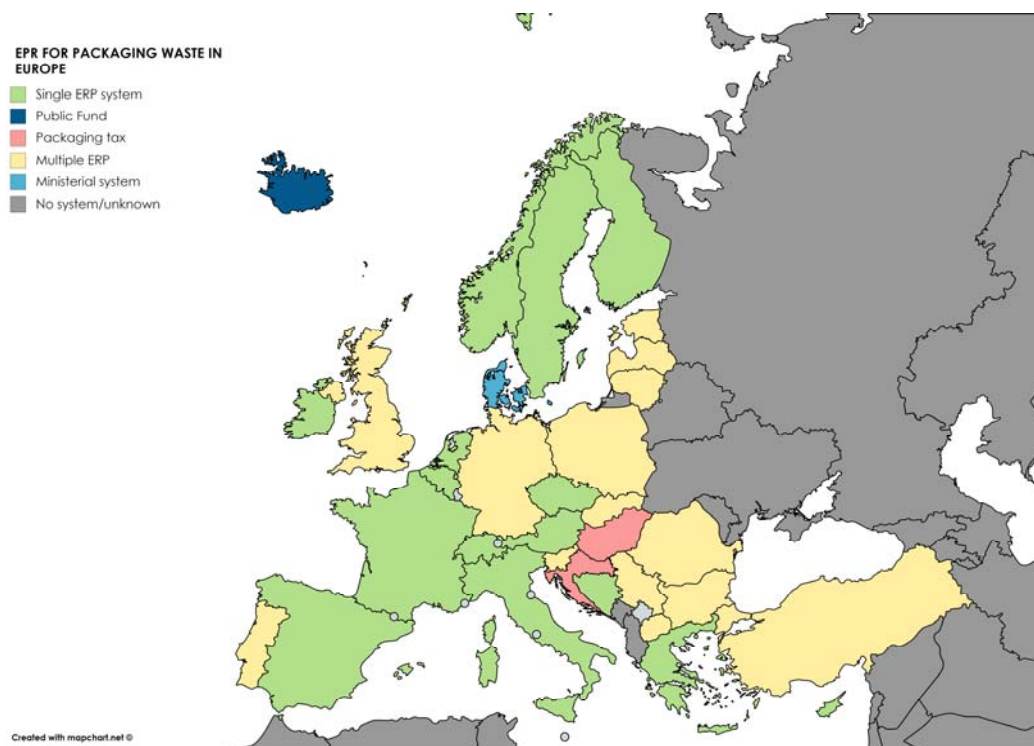 EPR FOR PACKAGING WASTE IN
EUROPE
Single ERP system
Public Fund
Packaging tax
Multiple ERP
Ministerial system
No system/unknown
Created with mapchart.net ©